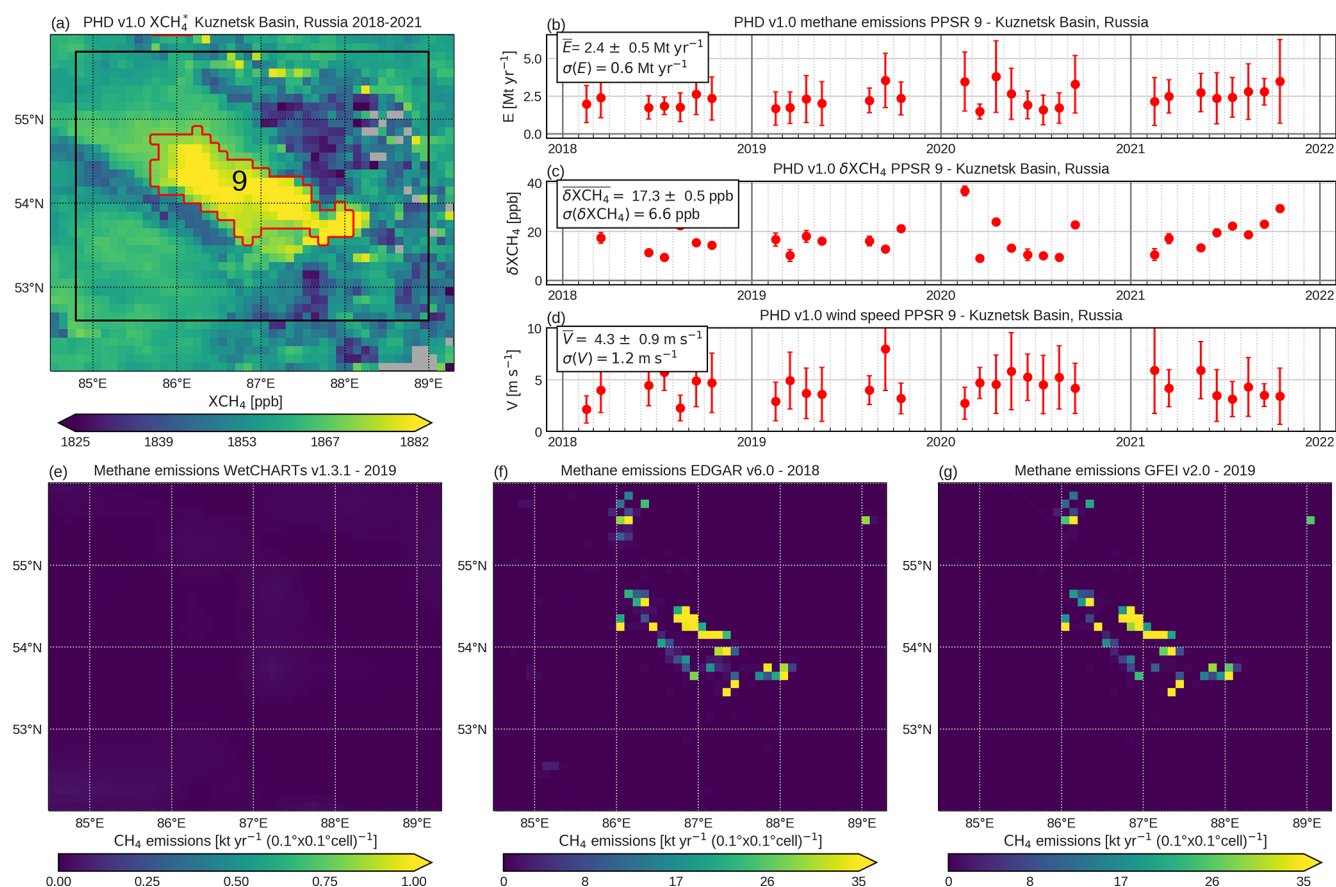 (a) PHD v1.0 XCH₄* Kuznetsk Basin, Russia 2018-2021
55°N
54°N
53°N
9
85°E 86°E 87°E 88°E 89°E
XCH₄ [ppb]
1825 1839 1853 1867 1882
(b) PHD v1.0 methane emissions PPSR 9 - Kuznetsk Basin, Russia
E̅= 2.4 ± 0.5 Mt yr⁻¹
σ(E) = 0.6 Mt yr⁻¹
E [Mt yr⁻¹]
5.0
2.5
0.0
2018 2019 2020 2021 2022
(c) PHD v1.0 δXCH₄ PPSR 9 - Kuznetsk Basin, Russia
δXCH₄ = 17.3 ± 0.5 ppb
σ(δXCH₄) = 6.6 ppb
δXCH₄ [ppb]
40
20
0
2018 2019 2020 2021 2022
(d) PHD v1.0 wind speed PPSR 9 - Kuznetsk Basin, Russia
V̅ = 4.3 ± 0.9 m s⁻¹
σ(V) = 1.2 m s⁻¹
V [m s⁻¹]
10
5
0
2018 2019 2020 2021 2022
(e) Methane emissions WetCHARTs v1.3.1 - 2019
55°N
54°N
53°N
85°E 86°E 87°E 88°E 89°E
CH₄ emissions [kt yr⁻¹ (0.1°x0.1°cell)⁻¹]
0.00 0.25 0.50 0.75 1.00
(f) Methane emissions EDGAR v6.0 - 2018
55°N
54°N
53°N
85°E 86°E 87°E 88°E 89°E
CH₄ emissions [kt yr⁻¹ (0.1°x0.1°cell)⁻¹]
0 8 17 26 35
(g) Methane emissions GFEI v2.0 - 2019
55°N
54°N
53°N
85°E 86°E 87°E 88°E 89°E
CH₄ emissions [kt yr⁻¹ (0.1°x0.1°cell)⁻¹]
0 8 17 26 35